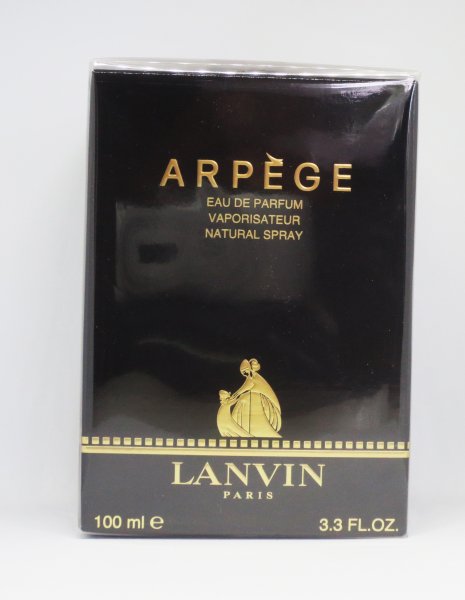 ARPÈGE
EAU DE PARFUM
VAPORISATEUR
NATURAL SPRAY
LANVIN
PARIS
100 ml ℮ 3.3 FL.OZ.